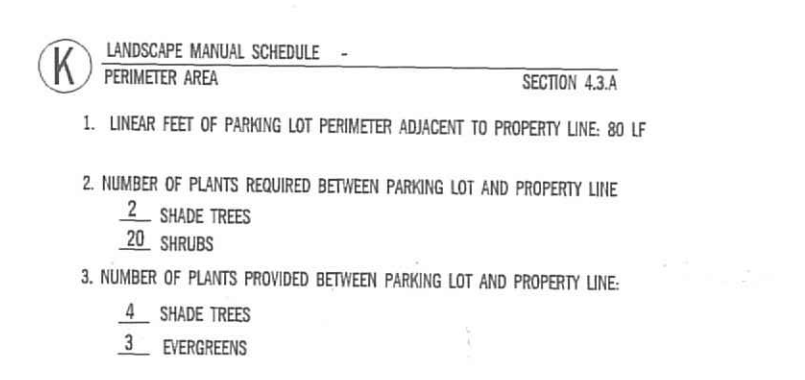 K
LANDSCAPE MANUAL SCHEDULE -
PERIMETER AREA SECTION 4.3.A
1. LINEAR FEET OF PARKING LOT PERIMETER ADJACENT TO PROPERTY LINE: 80 LF
2. NUMBER OF PLANTS REQUIRED BETWEEN PARKING LOT AND PROPERTY LINE
2 SHADE TREES
20 SHRUBS
3. NUMBER OF PLANTS PROVIDED BETWEEN PARKING LOT AND PROPERTY LINE:
4 SHADE TREES
3 EVERGREENS